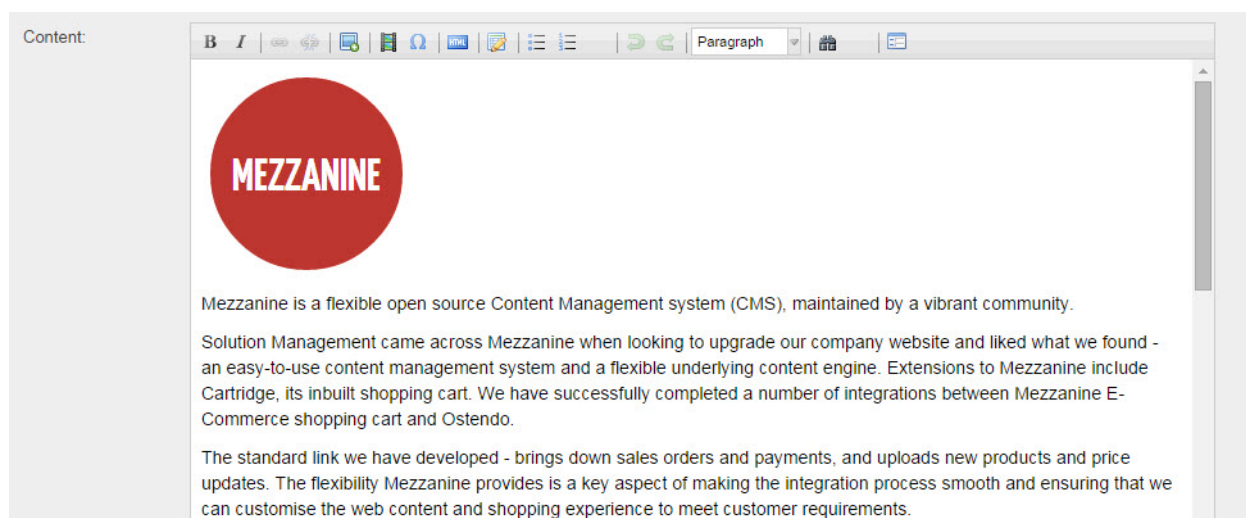 Content:
B I HTML Paragraph
MEZZANINE
Mezzanine is a flexible open source Content Management system (CMS), maintained by a vibrant community.
Solution Management came across Mezzanine when looking to upgrade our company website and liked what we found -
an easy-to-use content management system and a flexible underlying content engine. Extensions to Mezzanine include
Cartridge, its inbuilt shopping cart. We have successfully completed a number of integrations between Mezzanine E-
Commerce shopping cart and Ostendo.
The standard link we have developed - brings down sales orders and payments, and uploads new products and price
updates. The flexibility Mezzanine provides is a key aspect of making the integration process smooth and ensuring that we
can customise the web content and shopping experience to meet customer requirements.